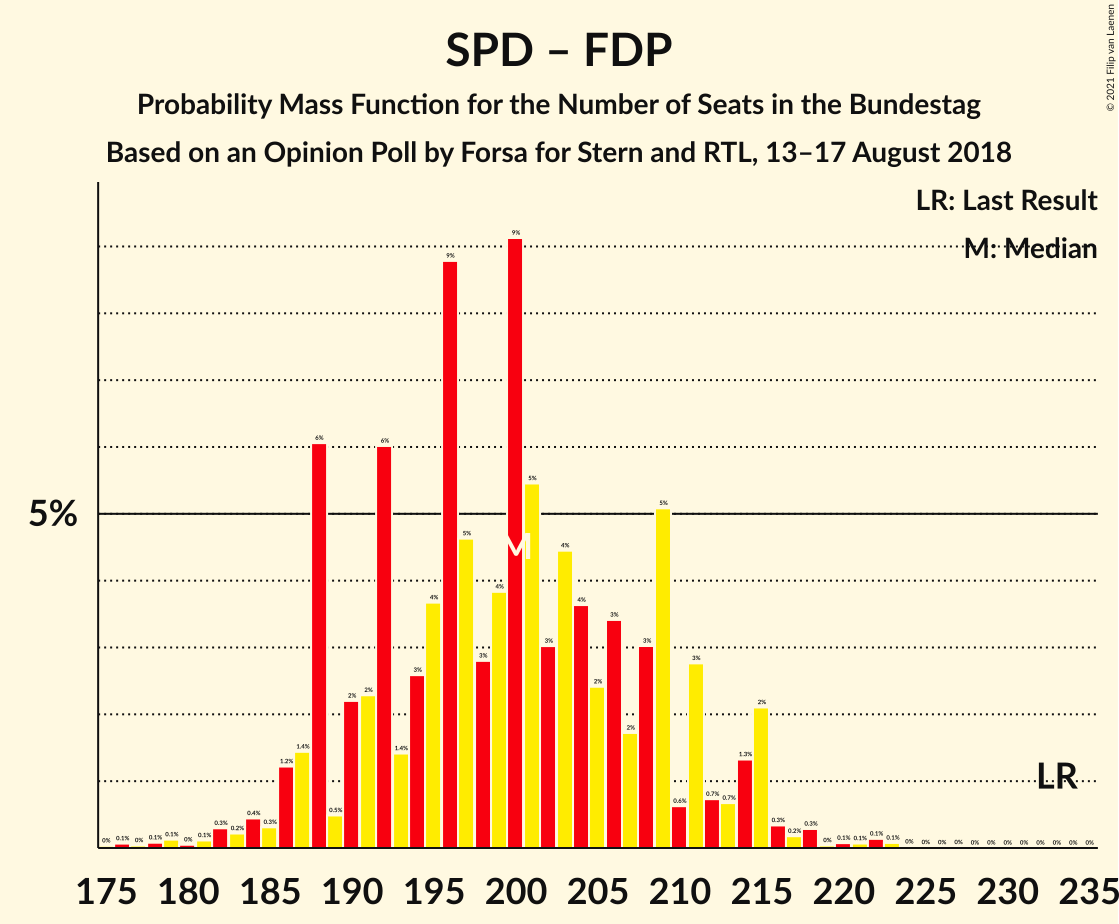 © 2021 Filip van Laenen
SPD – FDP
Probability Mass Function for the Number of Seats in the Bundestag
Based on an Opinion Poll by Forsa for Stern and RTL, 13–17 August 2018
LR: Last Result
M: Median
5%
0% 0.1% 0% 0.1% 0.1% 0% 0.1% 0.3% 0.2% 0.4% 0.3% 1.2% 1.4% 6% 0.5% 2% 2% 6% 1.4% 3% 4% 9% 5% 3% 4% 9% 5% 3% 4% 4% 2% 3% 2% 3% 5% 0.6% 3% 0.7% 0.7% 1.3% 2% 0.3% 0.2% 0.3% 0% 0.1% 0.1% 0.1% 0.1% 0% 0% 0% 0% 0% 0% 0% 0% 0% 0% 0% 0%
M
LR
175 180 185 190 195 200 205 210 215 220 225 230 235